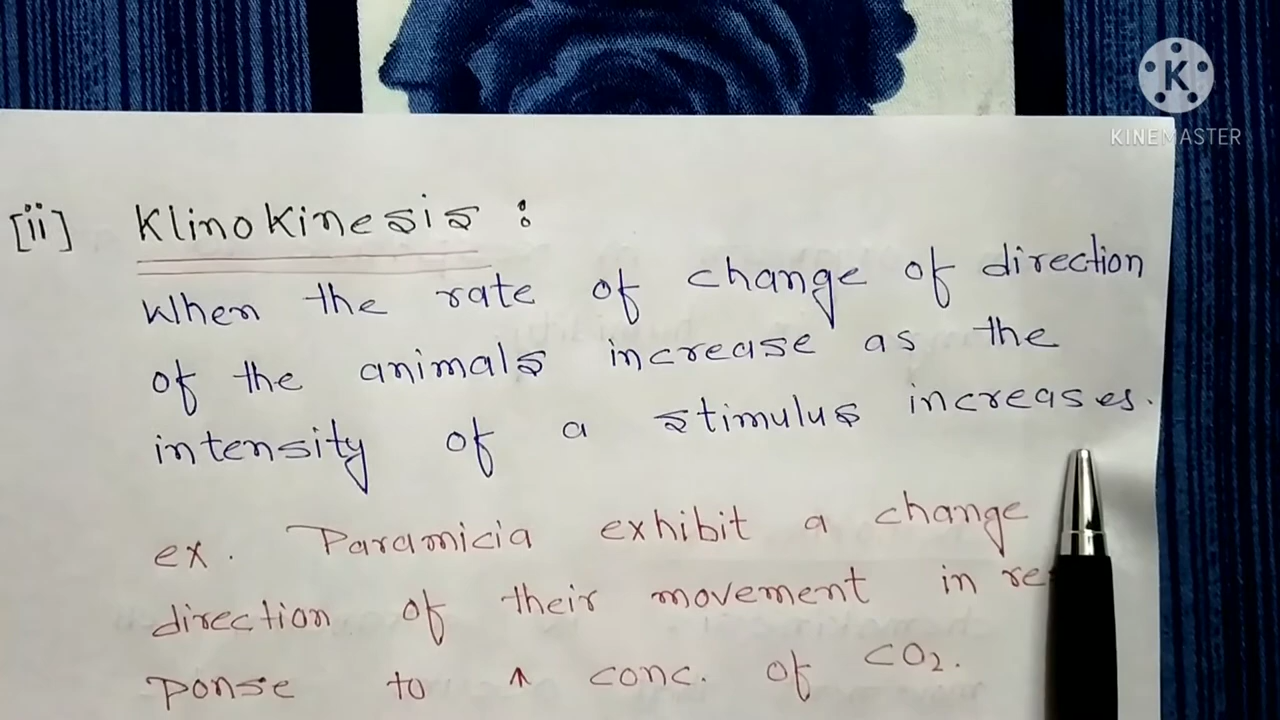 K
KINEMASTER
[ii] Klinokinesis :
When the rate of change of direction
of the animals increase as the
intensity of a stimulus increases.
ex. Paramicia exhibit a change
direction of their movement in re
ponse to ↑ conc. of CO₂.